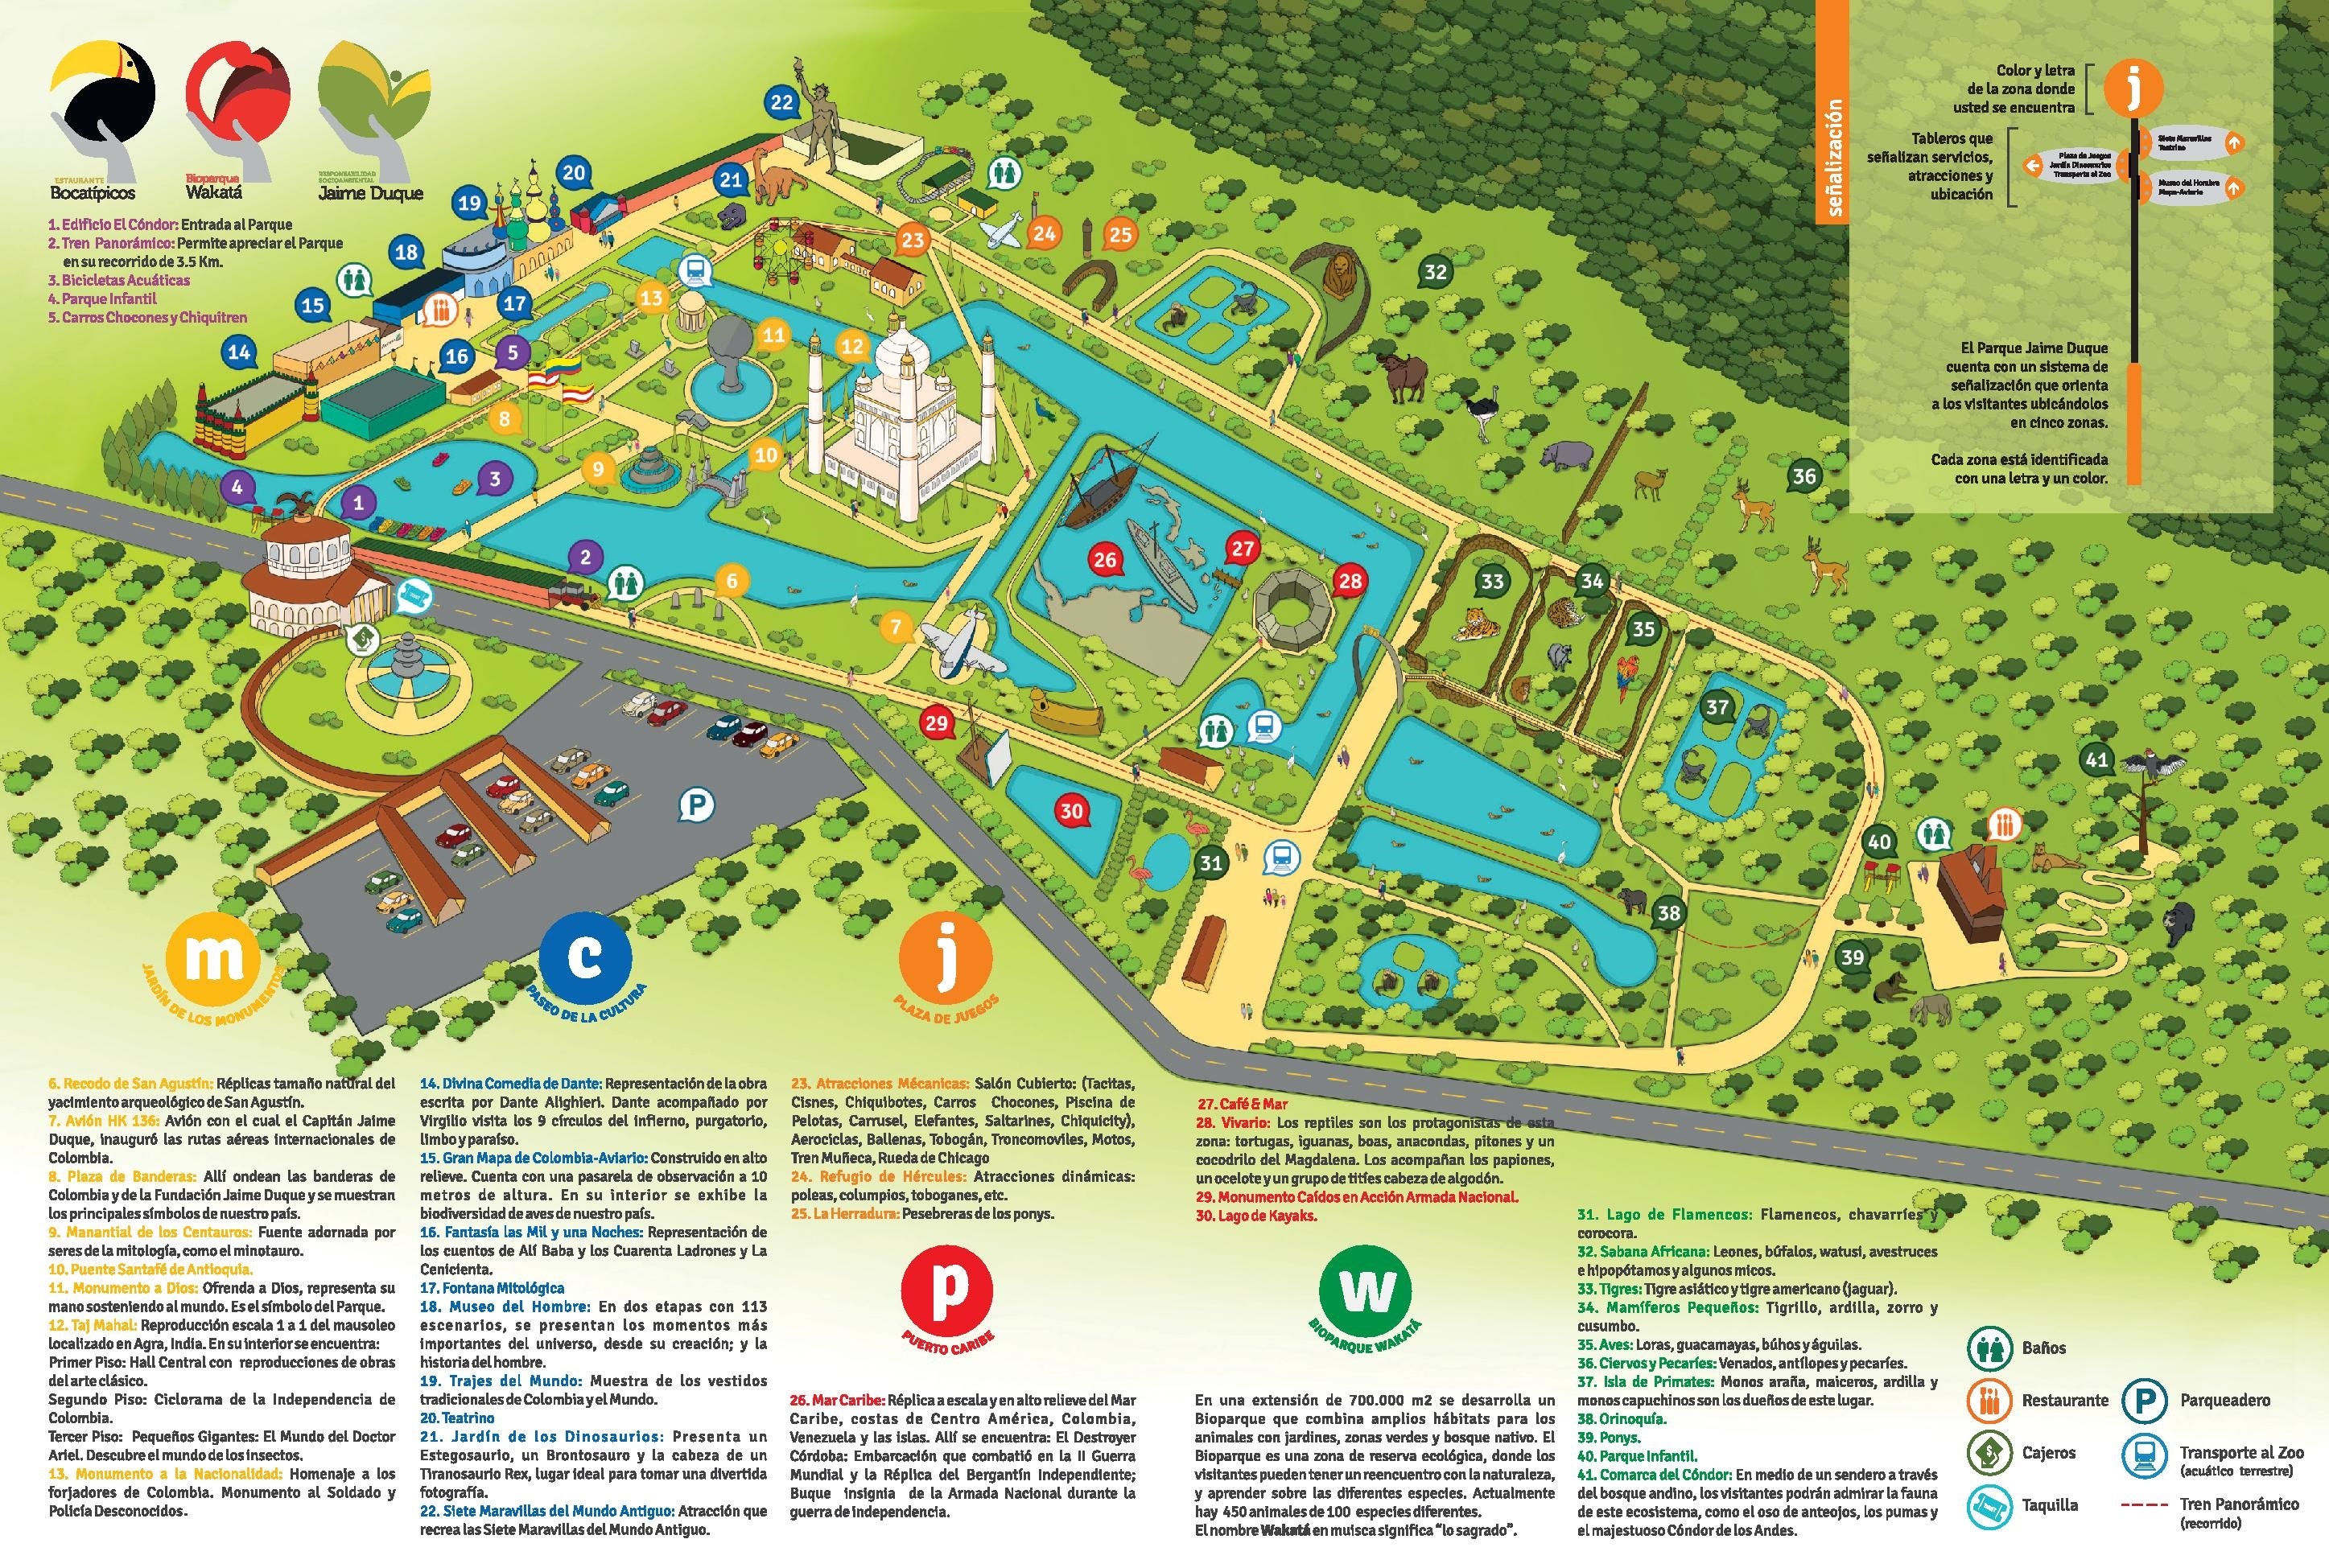 RESTAURANTE
Bocatípicos
Bioparque
Wakatá
RESPONSABILIDAD
SOCIOAMBIENTAL
Jaime Duque
1. Edificio El Cóndor: Entrada al Parque
2. Tren Panorámico: Permite apreciar el Parque
en su recorrido de 3.5 Km.
3. Bicicletas Acuáticas
4. Parque Infantil
5. Carros Chocones y Chiquitren
señalización
Color y letra
de la zona donde
usted se encuentra
j
Tableros que
señalizan servicios,
atracciones y
ubicación
Siete Maravillas
Teatrino
Plaza de Juegos
Jardín Dinosaurios
Transporte al Zoo
Museo del Hombre
Mapa-Aviario
El Parque Jaime Duque
cuenta con un sistema de
señalización que orienta
a los visitantes ubicándolos
en cinco zonas.
Cada zona está identificada
con una letra y un color.
22
20
21
19
18
15
17
14
16
5
13
23
24
25
32
11
12
8
10
9
4
1
3
2
6
7
26
27
28
33
34
35
36
37
29
30
31
38
39
40
41
P
m
JARDÍN DE LOS MONUMENTOS
c
PASEO DE LA CULTURA
j
PLAZA DE JUEGOS
6. Recodo de San Agustín: Réplicas tamaño natural del
yacimiento arqueológico de San Agustín.
7. Avión HK 136: Avión con el cual el Capitán Jaime
Duque, inauguró las rutas aéreas internacionales de
Colombia.
8. Plaza de Banderas: Allí ondean las banderas de
Colombia y de la Fundación Jaime Duque y se muestran
los principales símbolos de nuestro país.
9. Manantial de los Centauros: Fuente adornada por
seres de la mitología, como el minotauro.
10. Puente Santafé de Antioquia.
11. Monumento a Dios: Ofrenda a Dios, representa su
mano sosteniendo al mundo. Es el símbolo del Parque.
12. Taj Mahal: Reproducción escala 1 a 1 del mausoleo
localizado en Agra, India. En su interior se encuentra:
Primer Piso: Hall Central con reproducciones de obras
del arte clásico.
Segundo Piso: Ciclorama de la Independencia de
Colombia.
Tercer Piso: Pequeños Gigantes: El Mundo del Doctor
Ariel. Descubre el mundo de los insectos.
13. Monumento a la Nacionalidad: Homenaje a los
forjadores de Colombia. Monumento al Soldado y
Policía Desconocidos.
14. Divina Comedia de Dante: Representación de la obra
escrita por Dante Alighieri. Dante acompañado por
Virgilio visita los 9 círculos del infierno, purgatorio,
limbo y paraíso.
15. Gran Mapa de Colombia-Aviario: Construido en alto
relieve. Cuenta con una pasarela de observación a 10
metros de altura. En su interior se exhibe la
biodiversidad de aves de nuestro país.
16. Fantasía las Mil y una Noches: Representación de
los cuentos de Alí Baba y los Cuarenta Ladrones y La
Cenicienta.
17. Fontana Mitológica
18. Museo del Hombre: En dos etapas con 113
escenarios, se presentan los momentos más
importantes del universo, desde su creación; y la
historia del hombre.
19. Trajes del Mundo: Muestra de los vestidos
tradicionales de Colombia y el Mundo.
20. Teatrino
21. Jardín de los Dinosaurios: Presenta un
Estegosaurio, un Brontosauro y la cabeza de un
Tiranosaurio Rex, lugar ideal para tomar una divertida
fotografía.
22. Siete Maravillas del Mundo Antiguo: Atracción que
recrea las Siete Maravillas del Mundo Antiguo.
23. Atracciones Mécanicas: Salón Cubierto: (Tacitas,
Cisnes, Chiquibotes, Carros Chocones, Piscina de
Pelotas, Carrusel, Elefantes, Saltarines, Chiquicity),
Aerociclas, Ballenas, Tobogán, Troncomoviles, Motos,
Tren Muñeca, Rueda de Chicago
24. Refugio de Hércules: Atracciones dinámicas:
poleas, columpios, toboganes, etc.
25. La Herradura: Pesebreras de los ponys.
p
PUERTO CARIBE
26. Mar Caribe: Réplica a escala y en alto relieve del Mar
Caribe, costas de Centro América, Colombia,
Venezuela y las islas. Allí se encuentra: El Destroyer
Córdoba: Embarcación que combatió en la II Guerra
Mundial y la Réplica del Bergantín Independiente;
Buque insignia de la Armada Nacional durante la
guerra de independencia.
27. Café & Mar
28. Vivario: Los reptiles son los protagonistas de esta
zona: tortugas, iguanas, boas, anacondas, pitones y un
cocodrilo del Magdalena. Los acompañan los papiones,
un ocelote y un grupo de titíes cabeza de algodón.
29. Monumento Caídos en Acción Armada Nacional.
30. Lago de Kayaks.
w
BIOPARQUE WAKATÁ
En una extensión de 700.000 m2 se desarrolla un
Bioparque que combina amplios hábitats para los
animales con jardines, zonas verdes y bosque nativo. El
Bioparque es una zona de reserva ecológica, donde los
visitantes pueden tener un reencuentro con la naturaleza,
y aprender sobre las diferentes especies. Actualmente
hay 450 animales de 100 especies diferentes.
El nombre Wakatá en muisca significa "lo sagrado".
31. Lago de Flamencos: Flamencos, chavarríes y
corocora.
32. Sabana Africana: Leones, búfalos, watusi, avestruces
e hipopótamos y algunos micos.
33. Tigres: Tigre asiático y tigre americano (jaguar).
34. Mamíferos Pequeños: Tigrillo, ardilla, zorro y
cusumbo.
35. Aves: Loras, guacamayas, búhos y águilas.
36. Ciervos y Pecaríes: Venados, antílopes y pecaríes.
37. Isla de Primates: Monos araña, maiceros, ardilla y
monos capuchinos son los dueños de este lugar.
38. Orinoquía.
39. Ponys.
40. Parque Infantil.
41. Comarca del Cóndor: En medio de un sendero a través
del bosque andino, los visitantes podrán admirar la fauna
de este ecosistema, como el oso de anteojos, los pumas y
el majestuoso Cóndor de los Andes.
Baños
Restaurante
Cajeros
Taquilla
P
Parqueadero
Transporte al Zoo
(acuático terrestre)
Tren Panorámico
(recorrido)